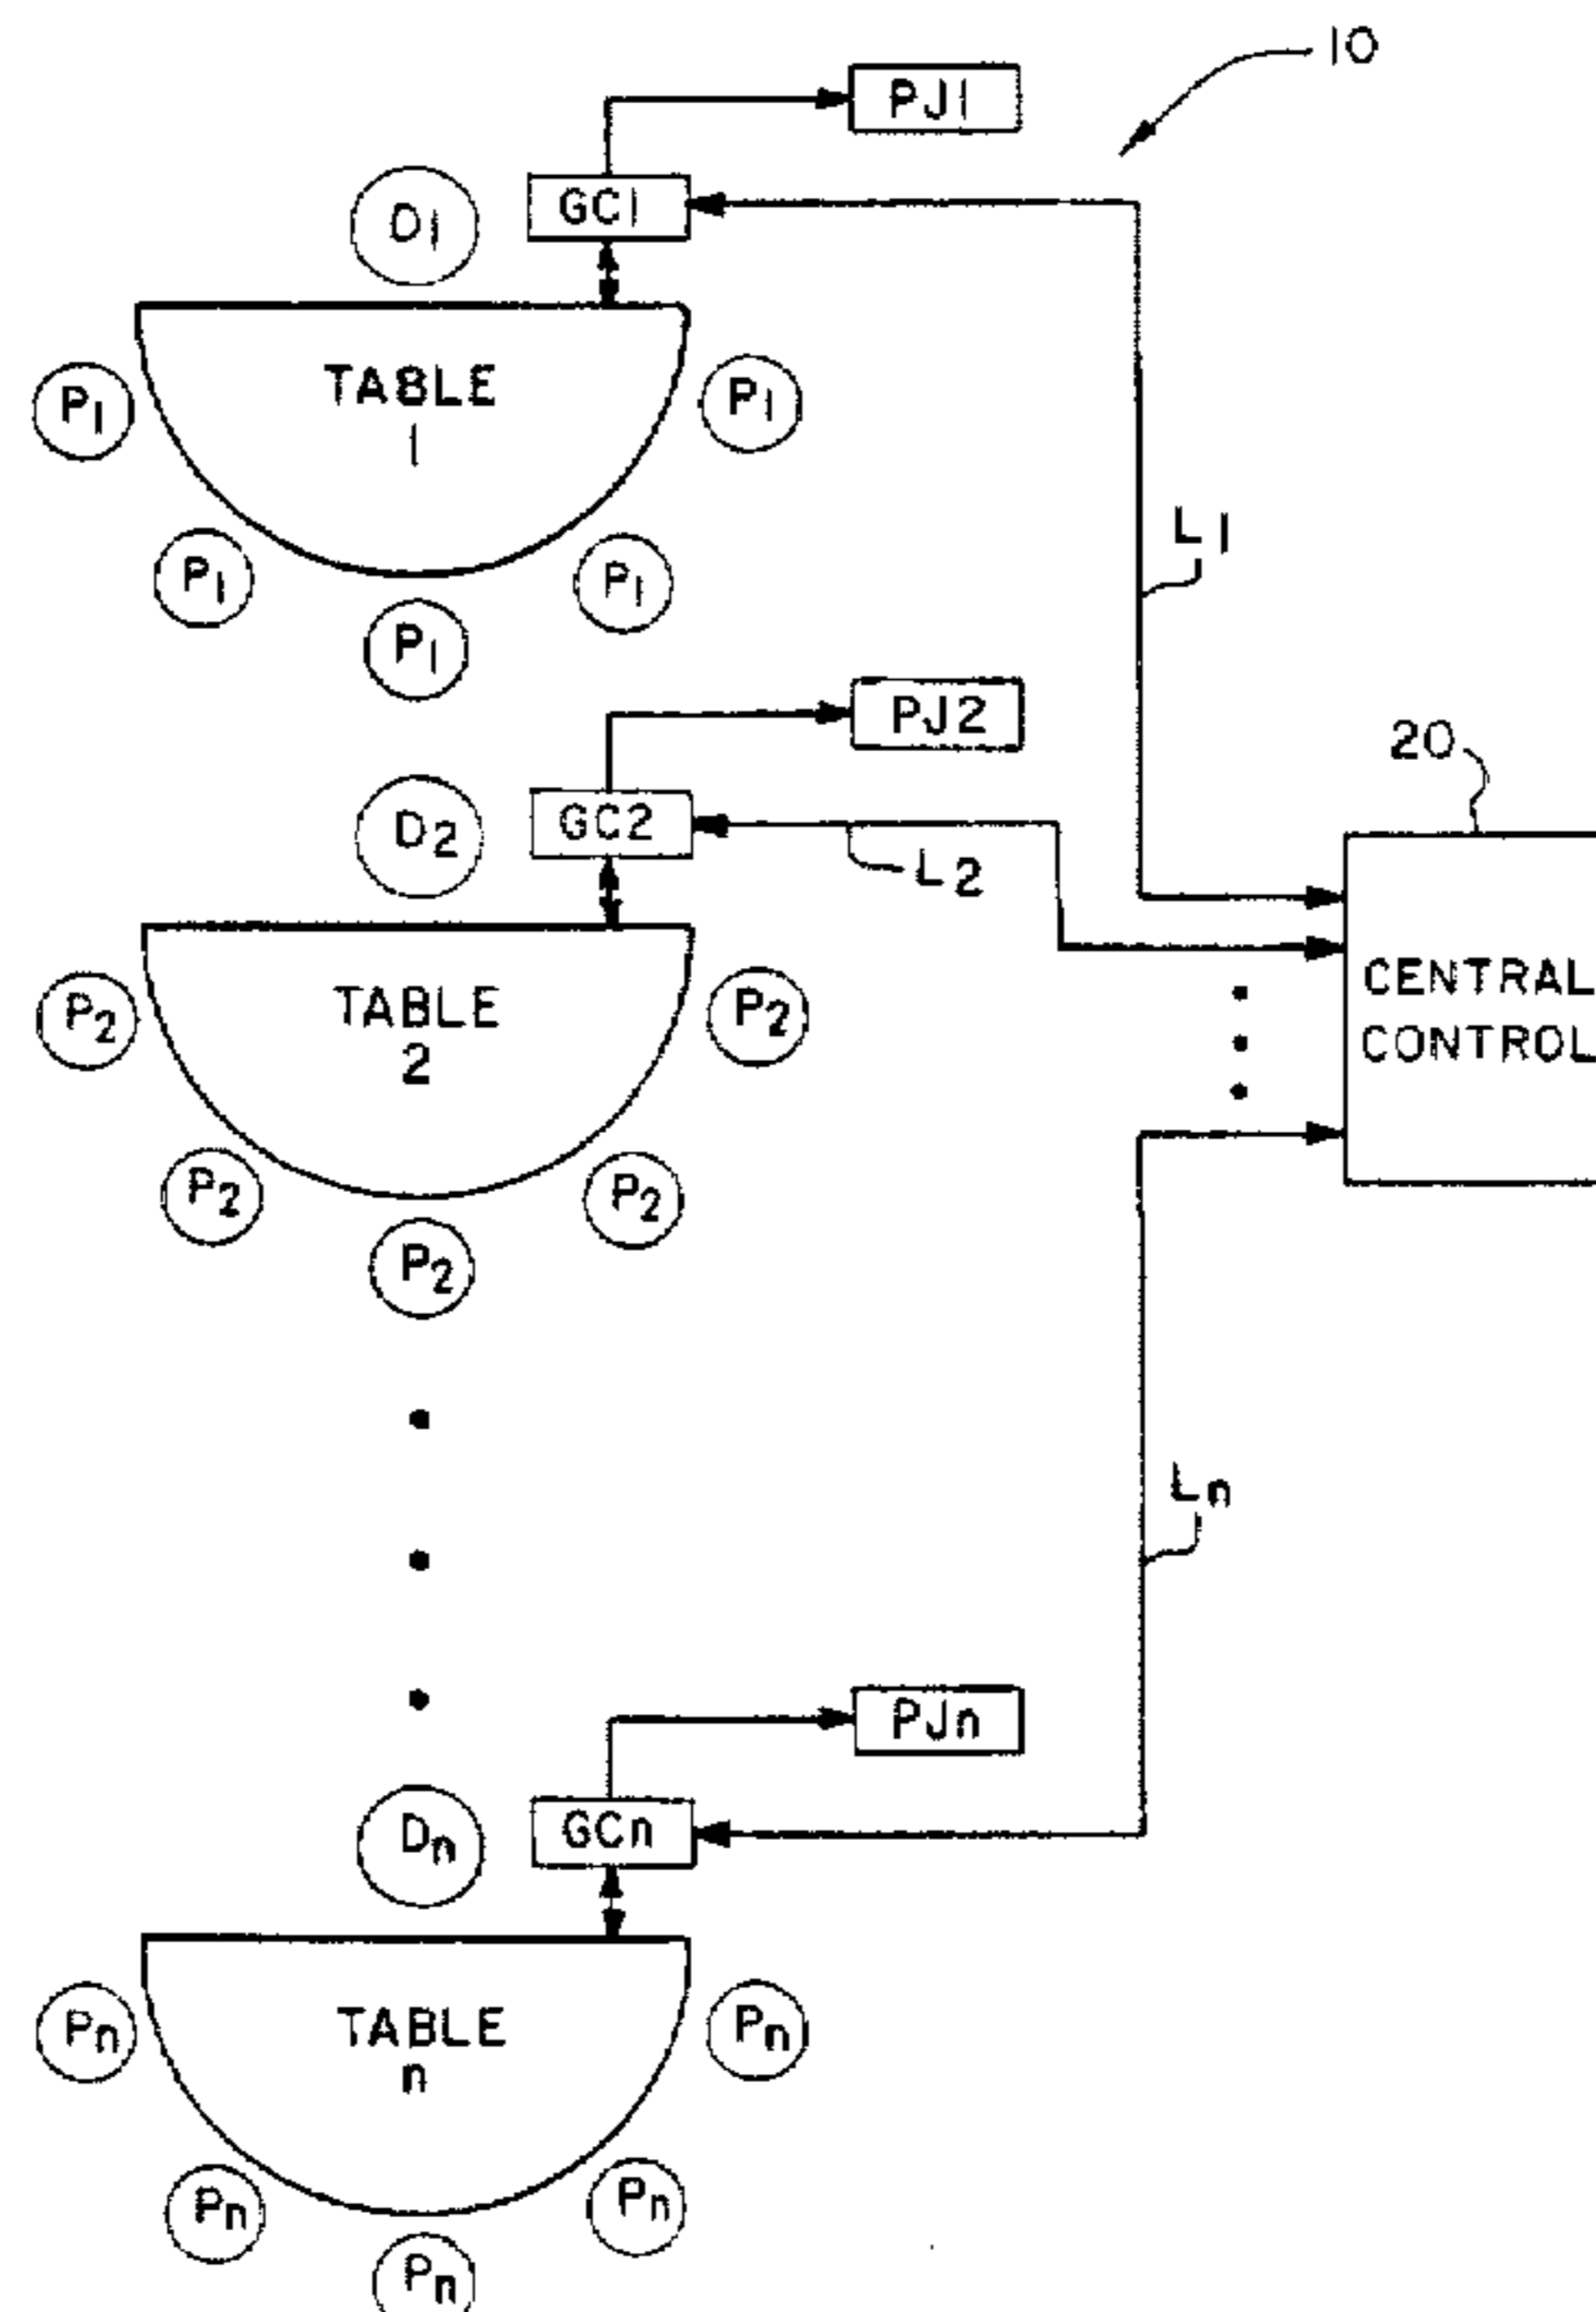 10
PJ1
GC1
D1
TABLE
1
P1
P1
P1
P1
P1
L1
PJ2
GC2
D2
L2
20
CENTRAL
CONTROL
TABLE
2
P2
P2
P2
P2
P2
Ln
PJn
GCn
Dn
TABLE
n
Pn
Pn
Pn
Pn
Pn